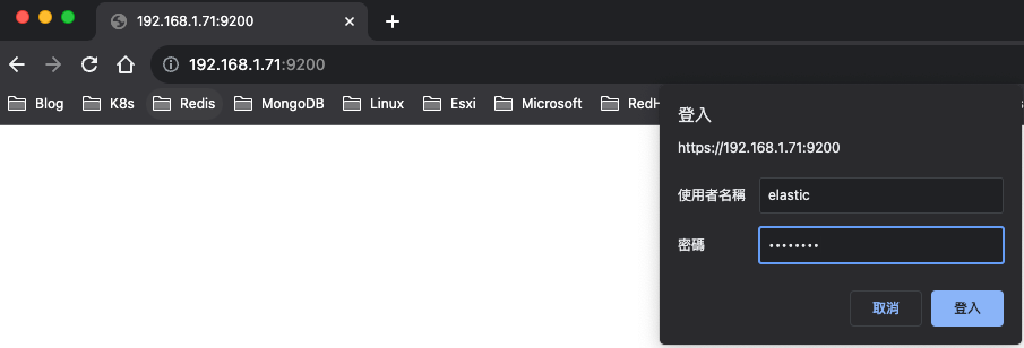 192.168.1.71:9200
192.168.1.71:9200
Blog K8s Redis MongoDB Linux Esxi Microsoft
登入
https://192.168.1.71:9200
使用者名稱 elastic
密碼 ••••••••
取消 登入